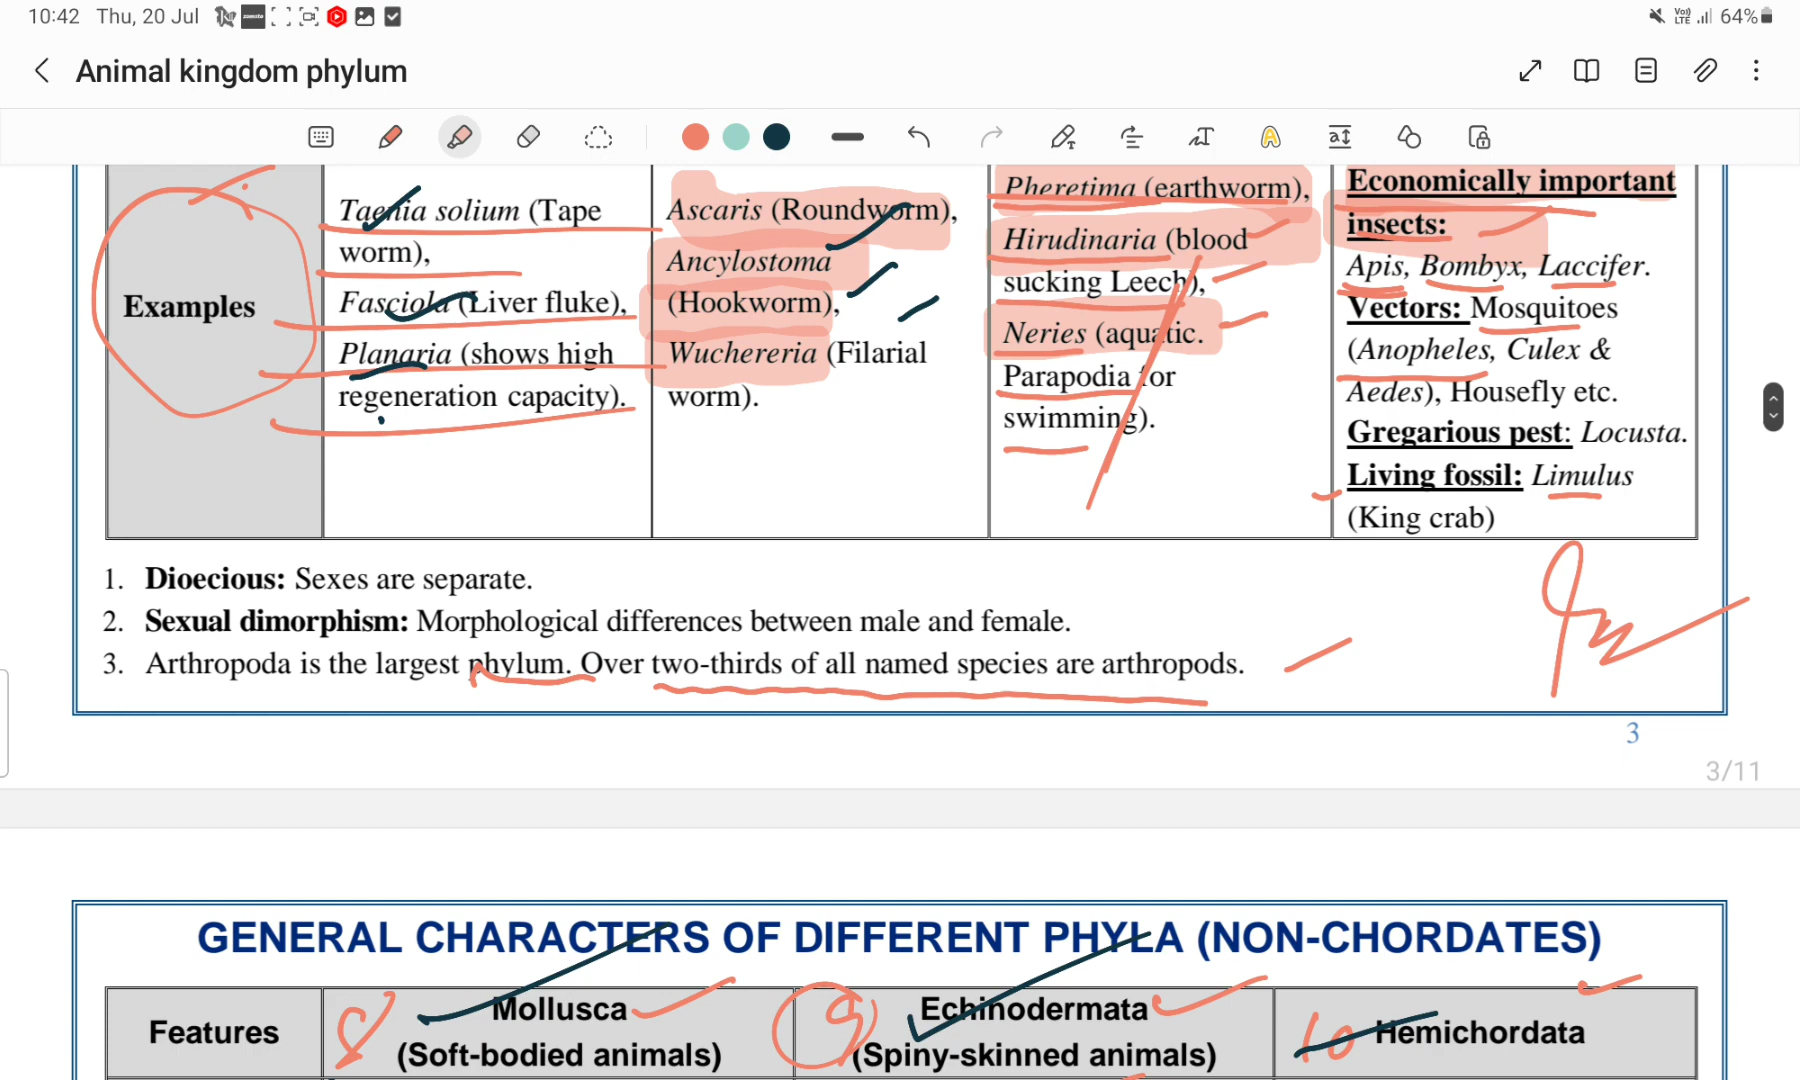 10:42 Thu, 20 Jul
64%
Animal kingdom phylum
Examples
Taenia solium (Tape
worm),
Fasciola (Liver fluke),
Planaria (shows high
regeneration capacity).
Ascaris (Roundworm),
Ancylostoma
(Hookworm),
Wuchereria (Filarial
worm).
Pheretima (earthworm),
Hirudinaria (blood
sucking Leech),
Neries (aquatic.
Parapodia for
swimming).
Economically important
insects:
Apis, Bombyx, Laccifer.
Vectors: Mosquitoes
(Anopheles, Culex &
Aedes), Housefly etc.
Gregarious pest: Locusta.
Living fossil: Limulus
(King crab)
1. Dioecious: Sexes are separate.
2. Sexual dimorphism: Morphological differences between male and female.
3. Arthropoda is the largest phylum. Over two-thirds of all named species are arthropods.
3
3/11
GENERAL CHARACTERS OF DIFFERENT PHYLA (NON-CHORDATES)
Features
8
Mollusca
(Soft-bodied animals)
9
Echinodermata
(Spiny-skinned animals)
10
Hemichordata